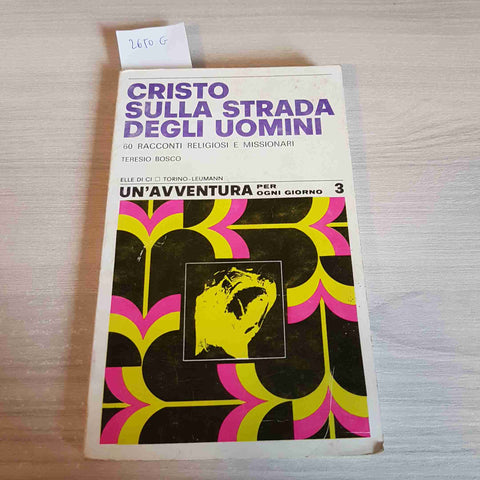 2650 G
CRISTO
SULLA STRADA
DEGLI UOMINI
60 RACCONTI RELIGIOSI E MISSIONARI
TERESIO BOSCO
ELLE DI CI □ TORINO-LEUMANN
UN'AVVENTURA PER OGNI GIORNO 3